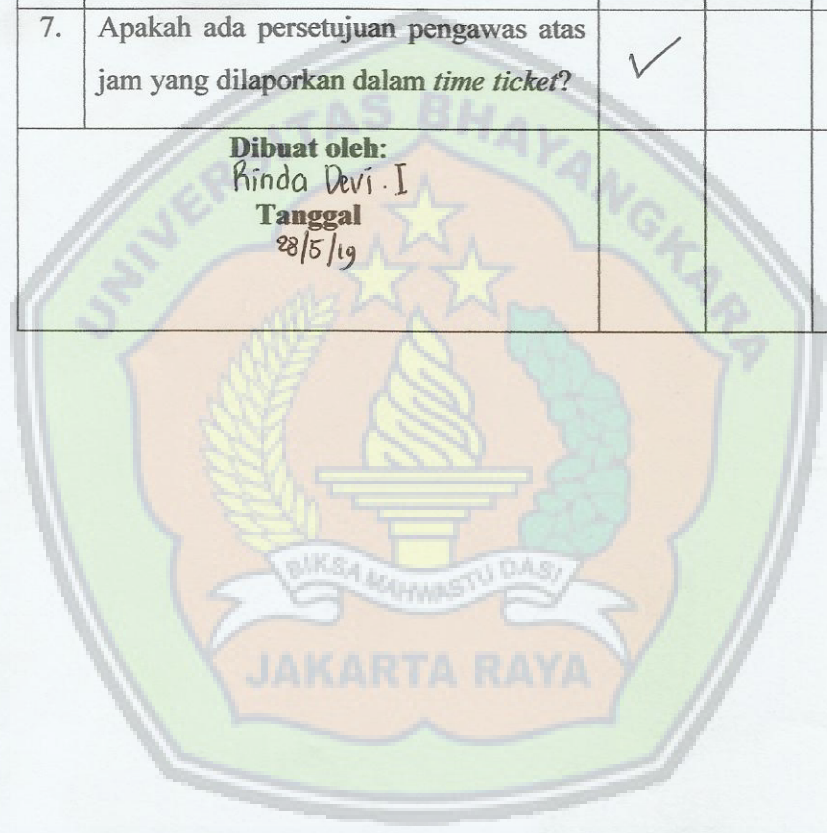 7. Apakah ada persetujuan pengawas atas ✓
jam yang dilaporkan dalam time ticket?
Dibuat oleh:
Rinda Devi . I
Tanggal
28/5/19
UNIVERSITAS BHAYANGKARA
BIKSA MAHWASTU DASI
JAKARTA RAYA